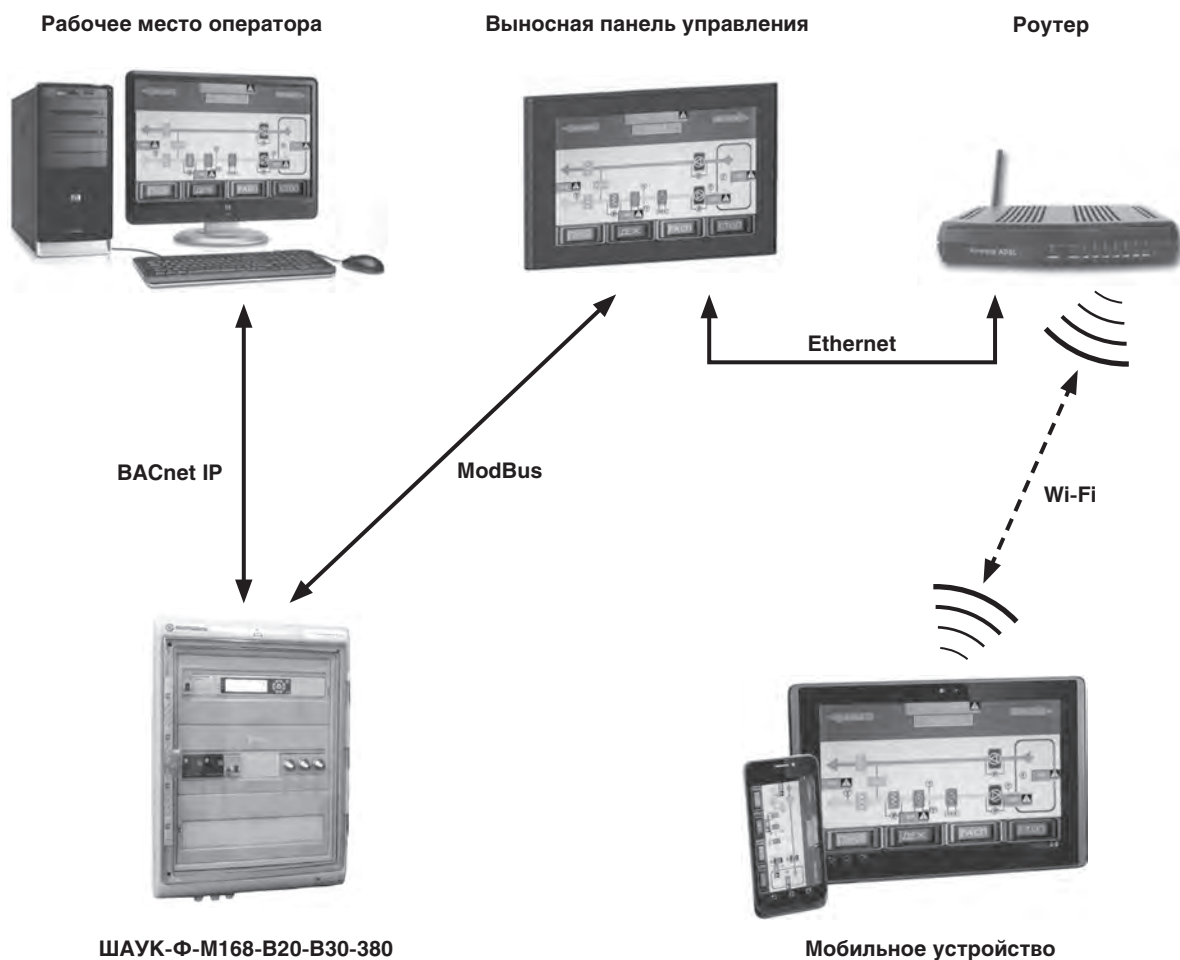 Рабочее место оператора
Выносная панель управления
Роутер
Ethernet
BACnet IP
ModBus
Wi-Fi
ШАУК-Ф-М168-В20-В30-380
Мобильное устройство